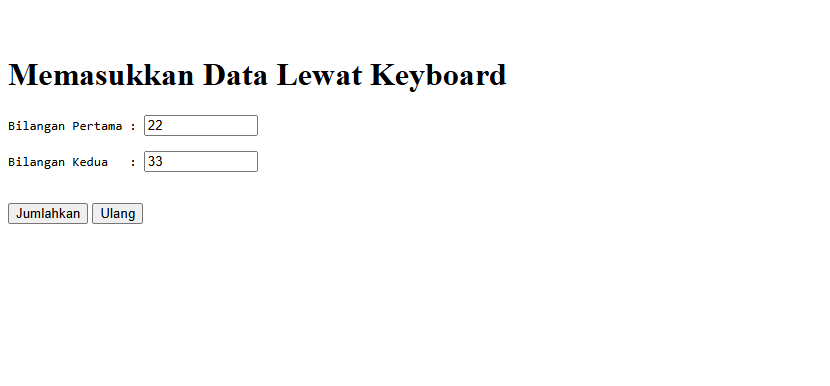 Memasukkan Data Lewat Keyboard
Bilangan Pertama : 22
Bilangan Kedua   : 33
Jumlahkan Ulang